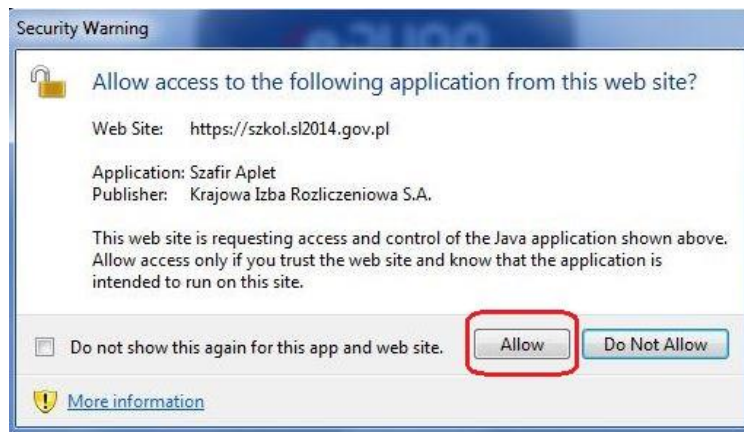 Security Warning
Allow access to the following application from this web site?
Web Site: https://szkol.sl2014.gov.pl
Application: Szafir Aplet
Publisher: Krajowa Izba Rozliczeniowa S.A.
This web site is requesting access and control of the Java application shown above.
Allow access only if you trust the web site and know that the application is
intended to run on this site.
Do not show this again for this app and web site.
Allow
Do Not Allow
More information